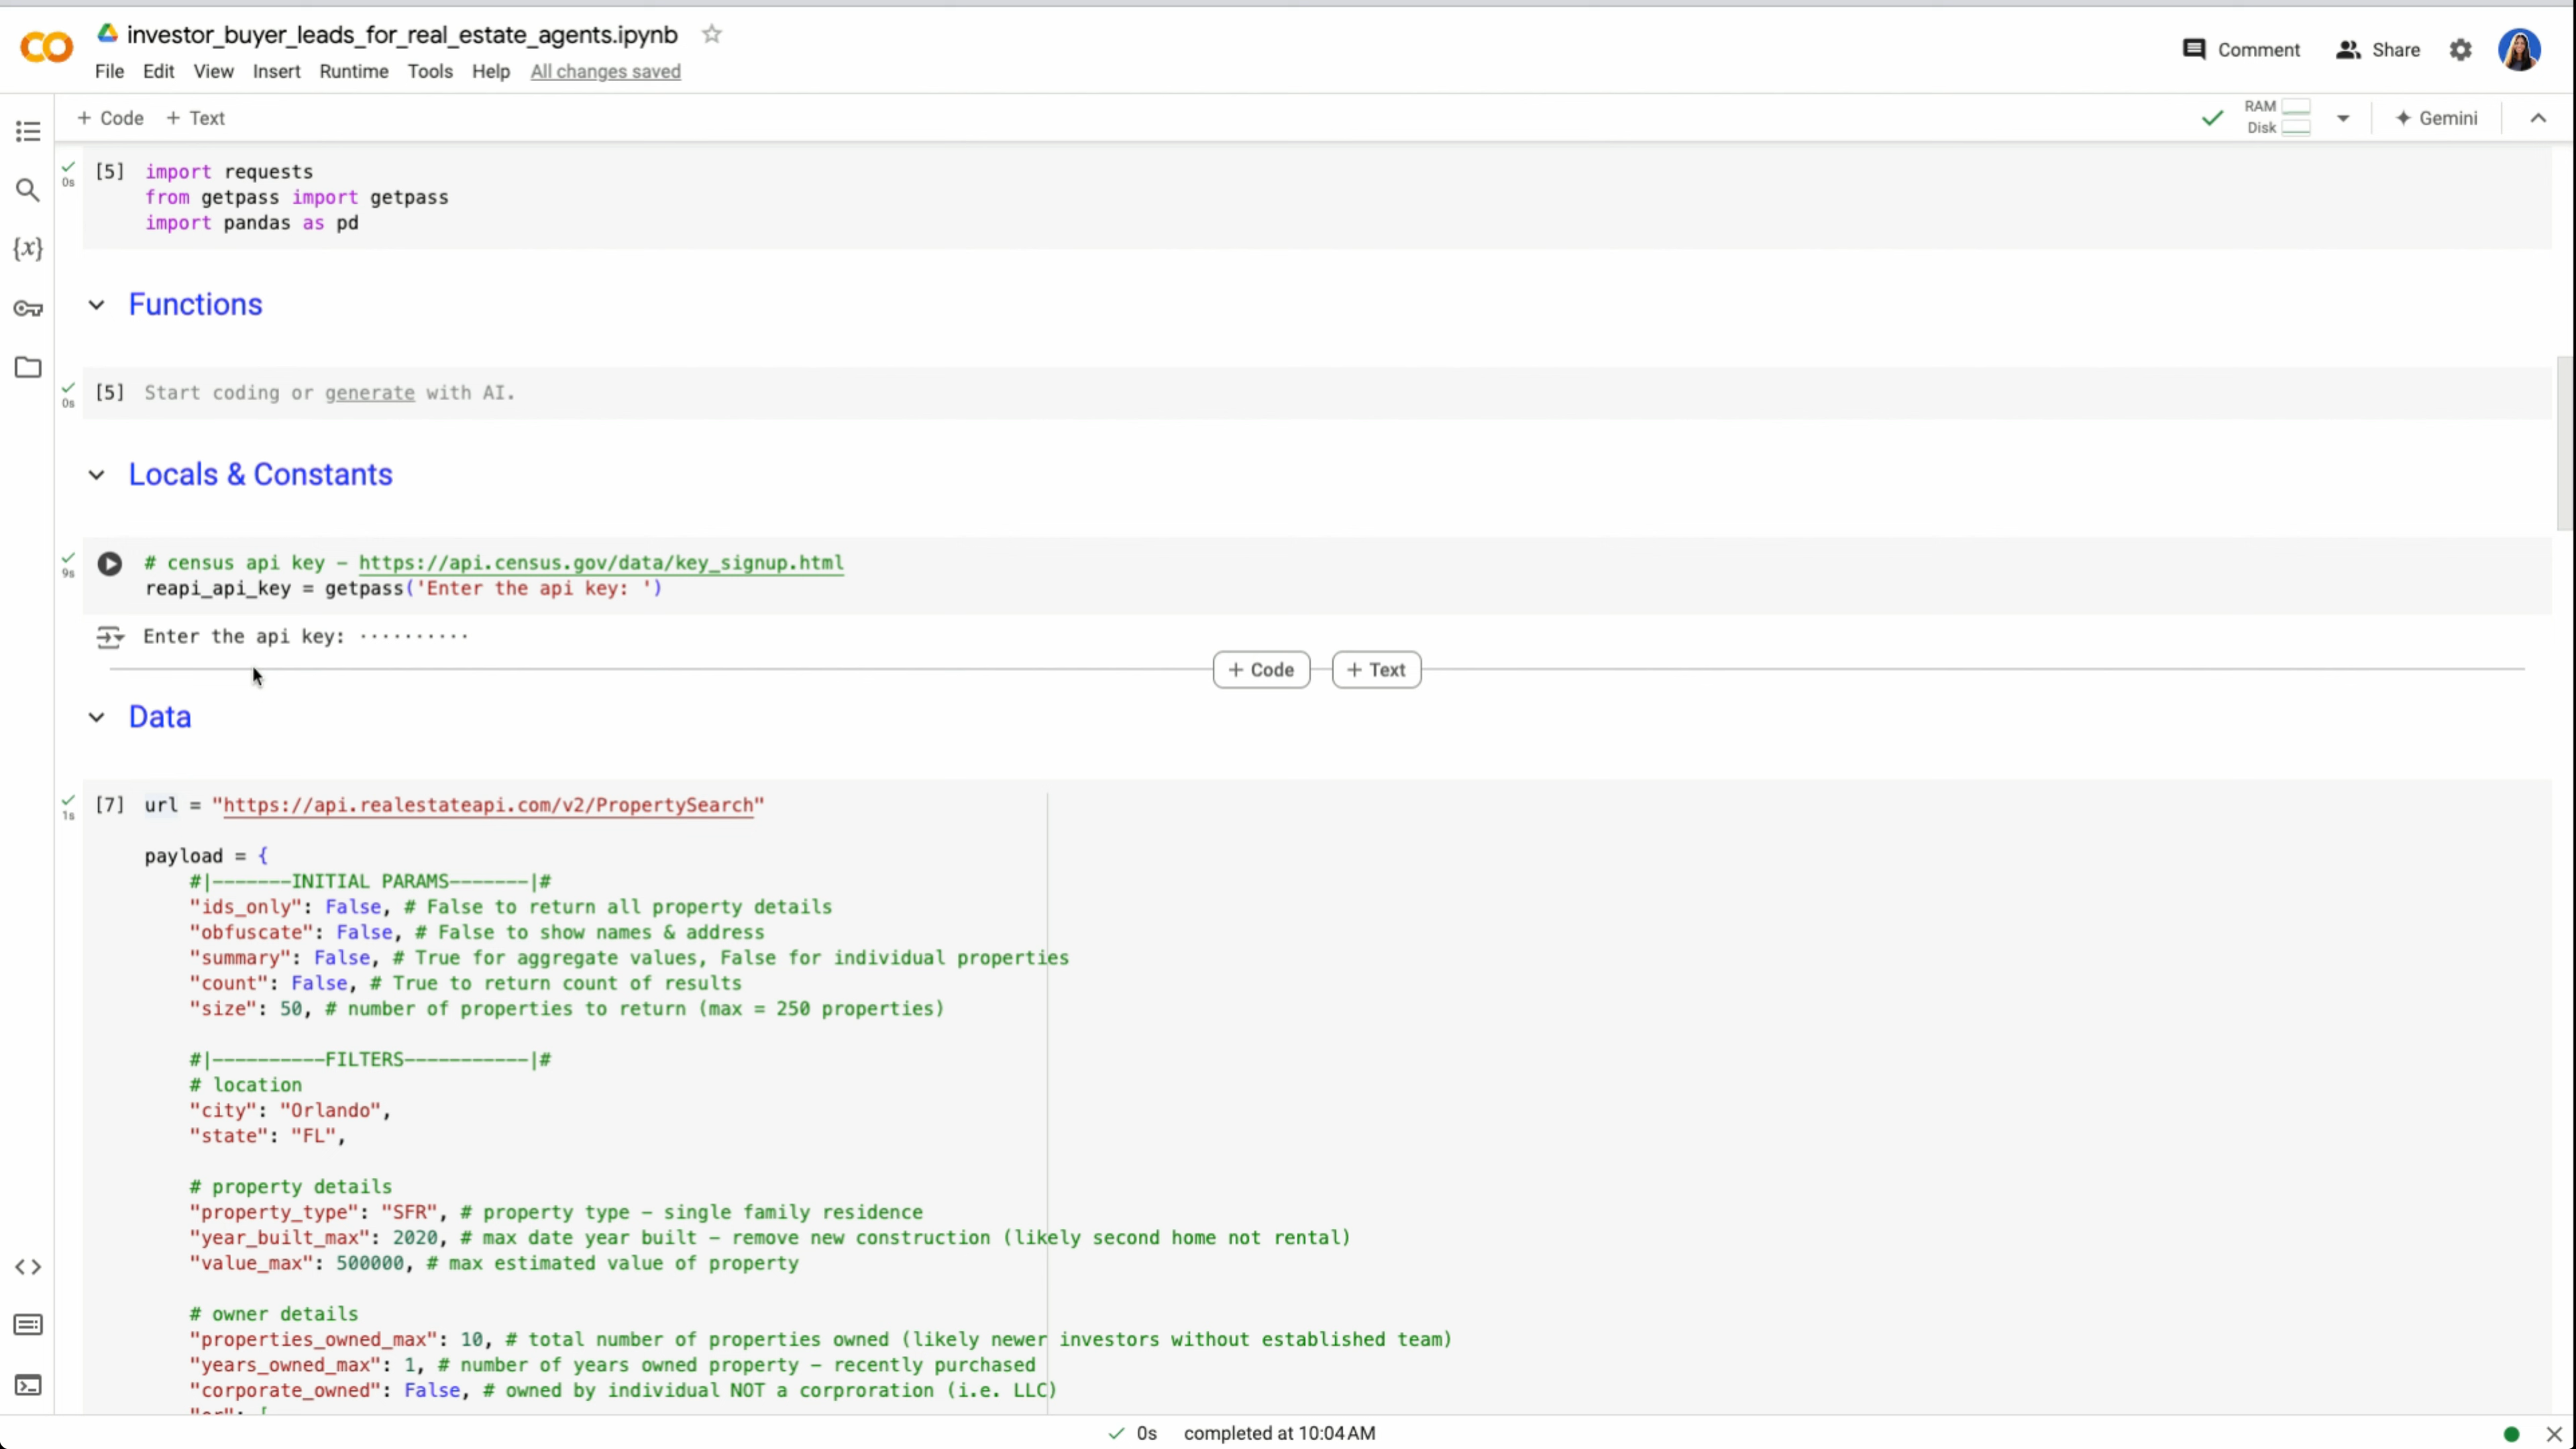 investor_buyer_leads_for_real_estate_agents.ipynb
File Edit View Insert Runtime Tools Help All changes saved
Comment Share
+ Code + Text
RAM
Disk
Gemini
0s [5] import requests
from getpass import getpass
import pandas as pd
Functions
0s [5] Start coding or generate with AI.
Locals & Constants
9s # census api key – https://api.census.gov/data/key_signup.html
reapi_api_key = getpass('Enter the api key: ')
Enter the api key: ··········
+ Code + Text
Data
1s [7] url = "https://api.realestateapi.com/v2/PropertySearch"
payload = {
#|-------INITIAL PARAMS-------|#
"ids_only": False, # False to return all property details
"obfuscate": False, # False to show names & address
"summary": False, # True for aggregate values, False for individual properties
"count": False, # True to return count of results
"size": 50, # number of properties to return (max = 250 properties)
#|----------FILTERS-----------|#
# location
"city": "Orlando",
"state": "FL",
# property details
"property_type": "SFR", # property type – single family residence
"year_built_max": 2020, # max date year built – remove new construction (likely second home not rental)
"value_max": 500000, # max estimated value of property
# owner details
"properties_owned_max": 10, # total number of properties owned (likely newer investors without established team)
"years_owned_max": 1, # number of years owned property – recently purchased
"corporate_owned": False, # owned by individual NOT a corproration (i.e. LLC)
"or": [
0s completed at 10:04 AM